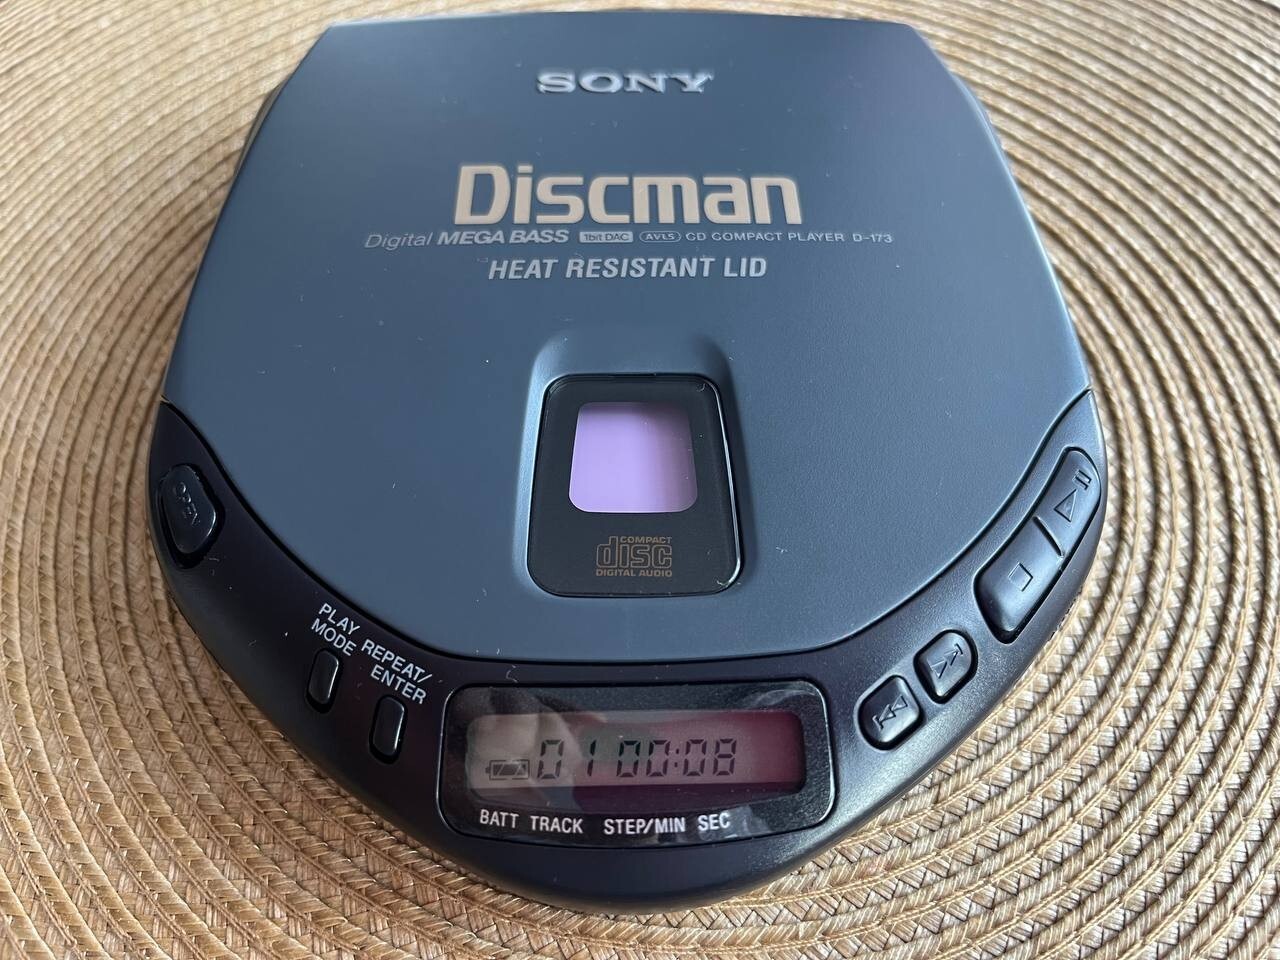 SONY
Discman
Digital MEGA BASS 1bit DAC AVLS CD COMPACT PLAYER D-173
HEAT RESISTANT LID
COMPACT
disc
DIGITAL AUDIO
OPEN
PLAY
MODE
REPEAT/
ENTER
01 00:08
BATT TRACK STEP/MIN SEC